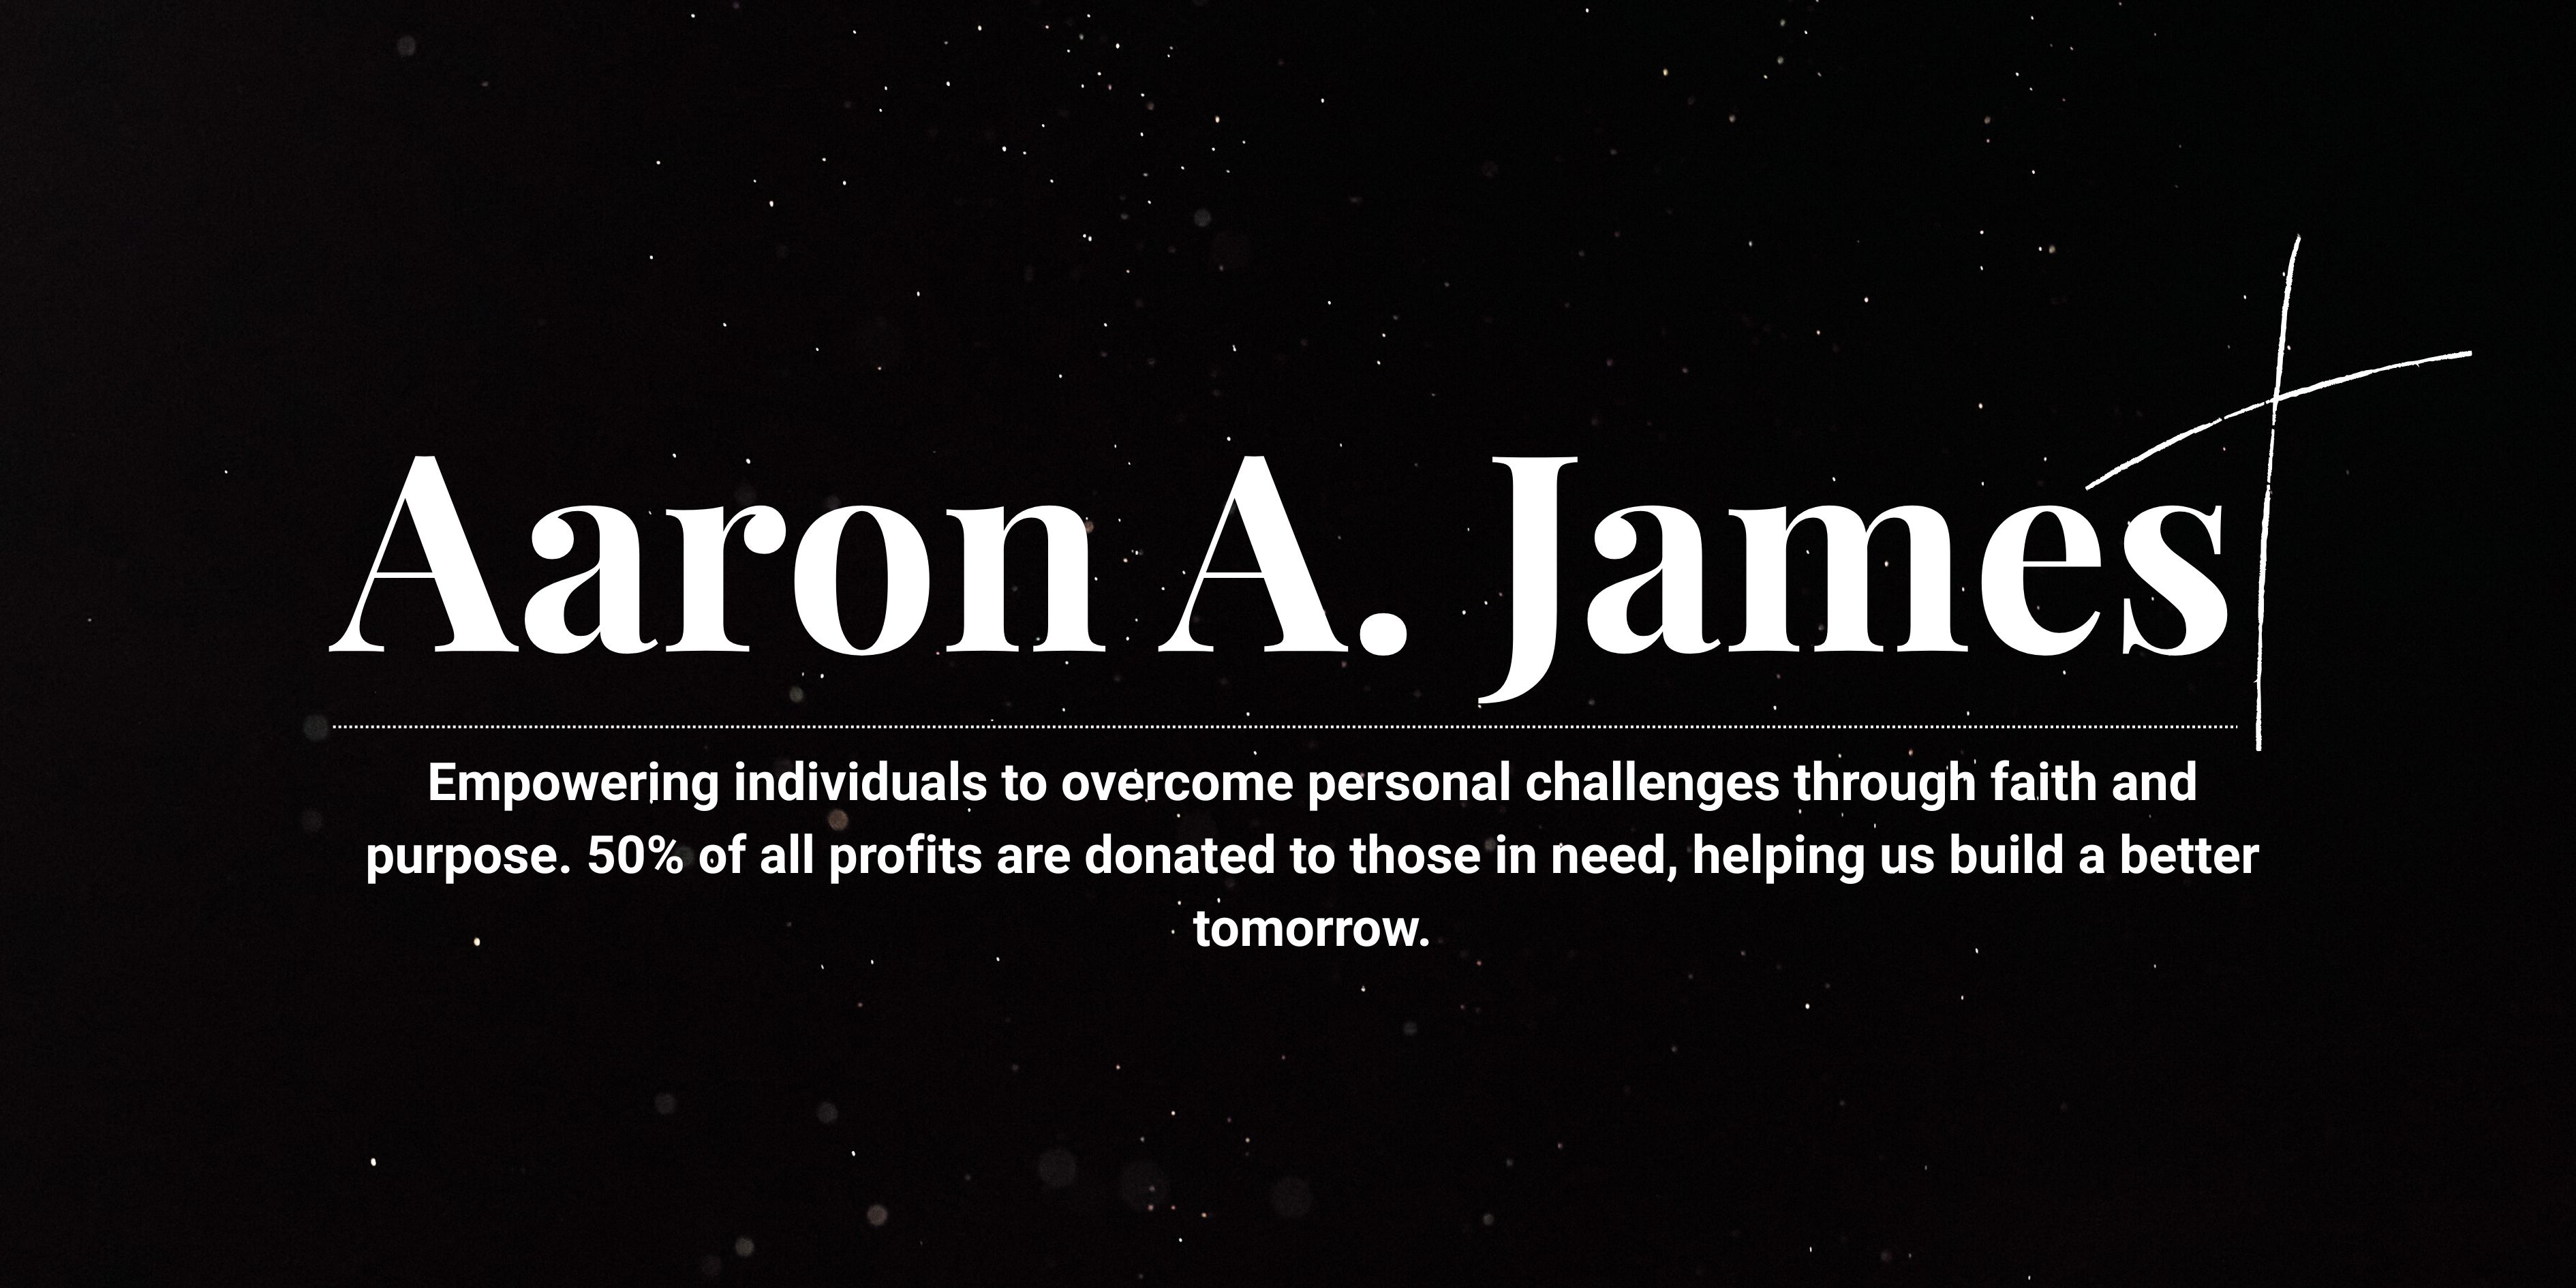 Aaron A. James
Empowering individuals to overcome personal challenges through faith and
purpose. 50% of all profits are donated to those in need, helping us build a better
tomorrow.